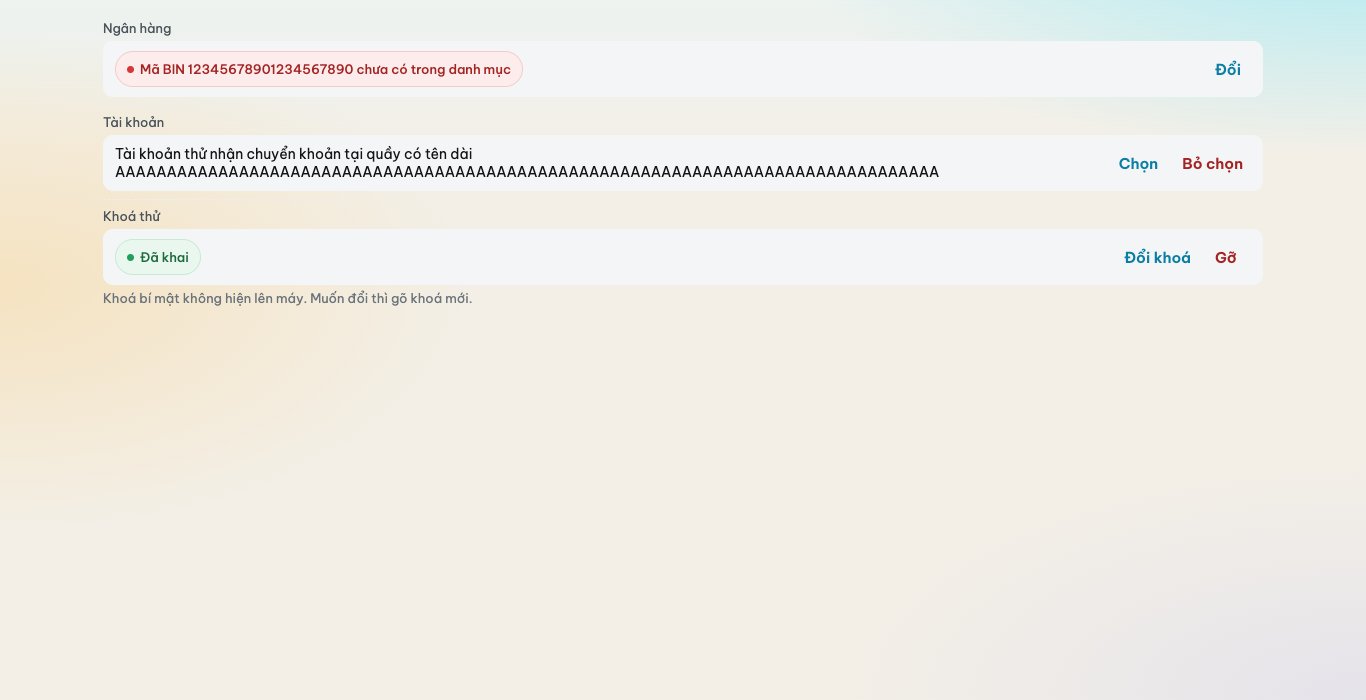 Ngân hàng
Mã BIN 12345678901234567890 chưa có trong danh mục
Đổi
Tài khoản
Tài khoản thử nhận chuyển khoản tại quầy có tên dài
AAAAAAAAAAAAAAAAAAAAAAAAAAAAAAAAAAAAAAAAAAAAAAAAAAAAAAAAAAAAAAAAAAAAAAAAAAAAAAAA
Chọn
Bỏ chọn
Khoá thử
Đã khai
Đổi khoá
Gỡ
Khoá bí mật không hiện lên máy. Muốn đổi thì gõ khoá mới.